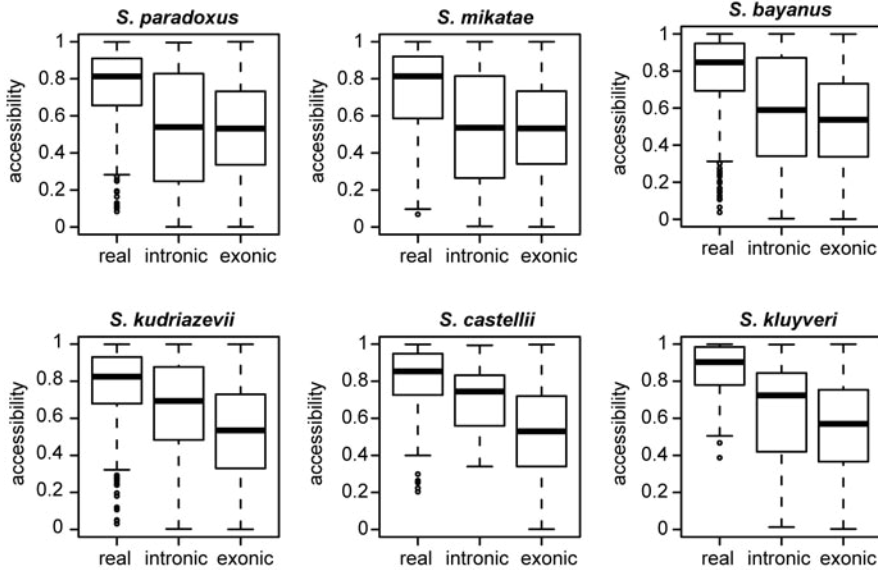 S. paradoxus
accessibility
1
0.8
0.6
0.4
0.2
0
real intronic exonic
S. mikatae
accessibility
1
0.8
0.6
0.4
0.2
0
real intronic exonic
S. bayanus
accessibility
1
0.8
0.6
0.4
0.2
0
real intronic exonic
S. kudriazevii
accessibility
1
0.8
0.6
0.4
0.2
0
real intronic exonic
S. castellii
accessibility
1
0.8
0.6
0.4
0.2
0
real intronic exonic
S. kluyveri
accessibility
1
0.8
0.6
0.4
0.2
0
real intronic exonic